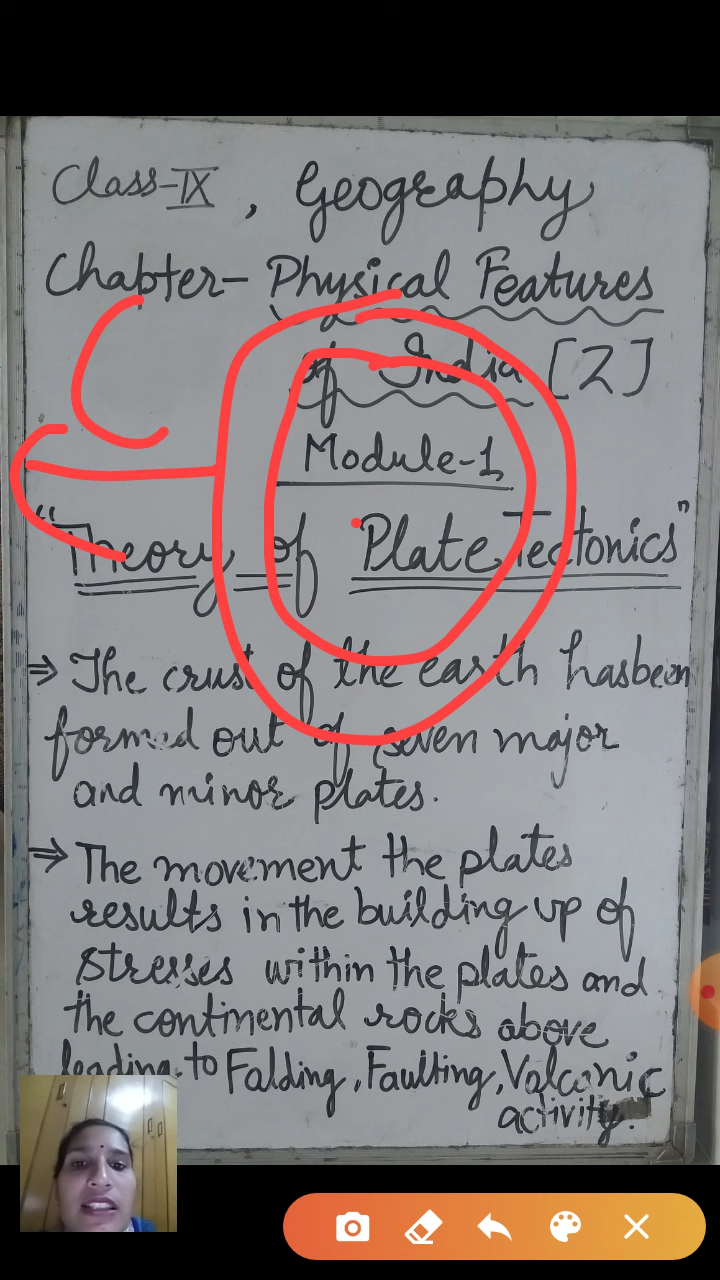 Class-IX, Geography
Chapter- Physical Features
of India [2]
Module-1
"Theory of Plate Tectonics"
⇒ The crust of the earth hasbeen
formed out of seven major
and minor plates.
⇒ The movement the plates
results in the building up of
stresses within the plates and
the continental rocks above
leading to Falding, Faulting, Valconic
activity.